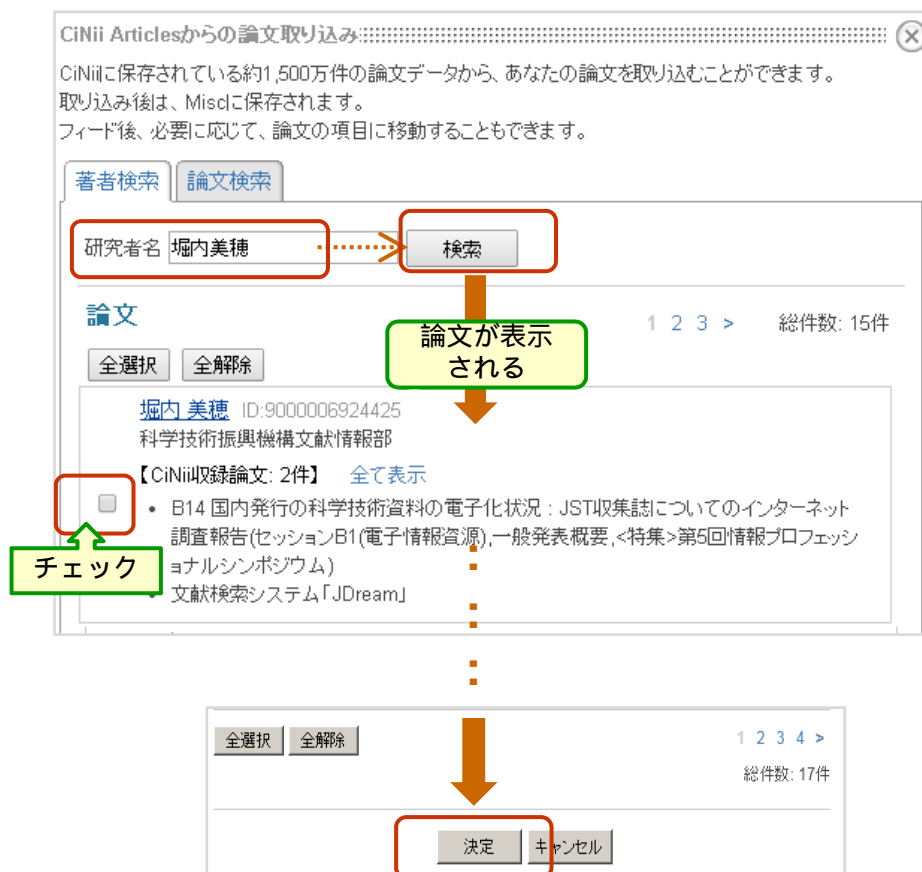 CiNii Articlesからの論文取り込み
CiNiiに保存されている約1,500万件の論文データから、あなたの論文を取り込むことができます。
取り込み後は、Miscに保存されます。
フィード後、必要に応じて、論文の項目に移動することもできます。
著者検索 論文検索
研究者名 堀内美穂 検索
論文 1 2 3 > 総件数: 15件
論文が表示
される
全選択 全解除
堀内 美穂 ID:9000006924425
科学技術振興機構文献情報部
【CiNii収録論文: 2件】 全て表示
• B14 国内発行の科学技術資料の電子化状況 : JST収集誌についてのインターネット
調査報告(セッションB1(電子情報資源),一般発表概要,<特集>第5回情報プロフェッシ
ョナルシンポジウム)
チェック
• 文献検索システム「JDream」
全選択 全解除 1 2 3 4 >
総件数: 17件
決定 キャンセル